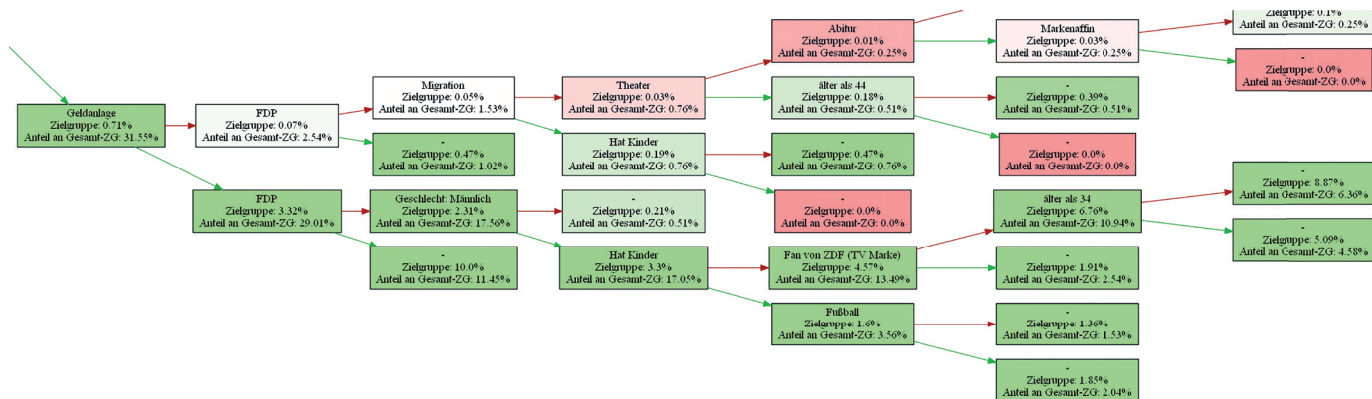 Zielgruppe: 0.1%
Anteil an Gesamt-ZG: 0.25%
Abitur
Zielgruppe: 0.01%
Anteil an Gesamt-ZG: 0.25%
Markenaffin
Zielgruppe: 0.03%
Anteil an Gesamt-ZG: 0.25%
-
Zielgruppe: 0.0%
Anteil an Gesamt-ZG: 0.0%
Migration
Zielgruppe: 0.05%
Anteil an Gesamt-ZG: 1.53%
Theater
Zielgruppe: 0.03%
Anteil an Gesamt-ZG: 0.76%
älter als 44
Zielgruppe: 0.18%
Anteil an Gesamt-ZG: 0.51%
-
Zielgruppe: 0.39%
Anteil an Gesamt-ZG: 0.51%
Geldanlage
Zielgruppe: 0.71%
Anteil an Gesamt-ZG: 31.55%
FDP
Zielgruppe: 0.07%
Anteil an Gesamt-ZG: 2.54%
-
Zielgruppe: 0.47%
Anteil an Gesamt-ZG: 1.02%
Hat Kinder
Zielgruppe: 0.19%
Anteil an Gesamt-ZG: 0.76%
-
Zielgruppe: 0.47%
Anteil an Gesamt-ZG: 0.76%
-
Zielgruppe: 0.0%
Anteil an Gesamt-ZG: 0.0%
-
Zielgruppe: 8.87%
Anteil an Gesamt-ZG: 6.36%
FDP
Zielgruppe: 3.32%
Anteil an Gesamt-ZG: 29.01%
Geschlecht: Männlich
Zielgruppe: 2.31%
Anteil an Gesamt-ZG: 17.56%
-
Zielgruppe: 0.21%
Anteil an Gesamt-ZG: 0.51%
-
Zielgruppe: 0.0%
Anteil an Gesamt-ZG: 0.0%
älter als 34
Zielgruppe: 6.76%
Anteil an Gesamt-ZG: 10.94%
-
Zielgruppe: 5.09%
Anteil an Gesamt-ZG: 4.58%
-
Zielgruppe: 10.0%
Anteil an Gesamt-ZG: 11.45%
Hat Kinder
Zielgruppe: 3.3%
Anteil an Gesamt-ZG: 17.05%
Fan von ZDF (TV Marke)
Zielgruppe: 4.57%
Anteil an Gesamt-ZG: 13.49%
-
Zielgruppe: 1.91%
Anteil an Gesamt-ZG: 2.54%
Fußball
Zielgruppe: 1.6%
Anteil an Gesamt-ZG: 3.56%
-
Zielgruppe: 1.36%
Anteil an Gesamt-ZG: 1.53%
-
Zielgruppe: 1.85%
Anteil an Gesamt-ZG: 2.04%